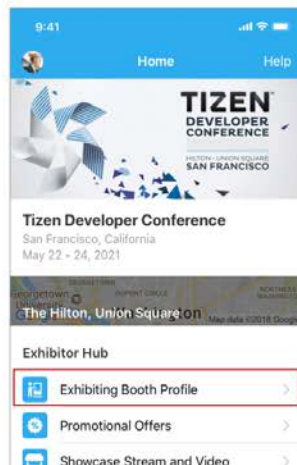 9:41
Home
Help
TIZEN
DEVELOPER
CONFERENCE
HILTON - UNION SQUARE
SAN FRANCISCO
Tizen Developer Conference
San Francisco, California
May 22 - 24, 2021
Georgetown
University
The Hilton, Union Square
Map data ©2018 Google
Exhibitor Hub
Exhibiting Booth Profile
Promotional Offers
Showcase Stream and Video